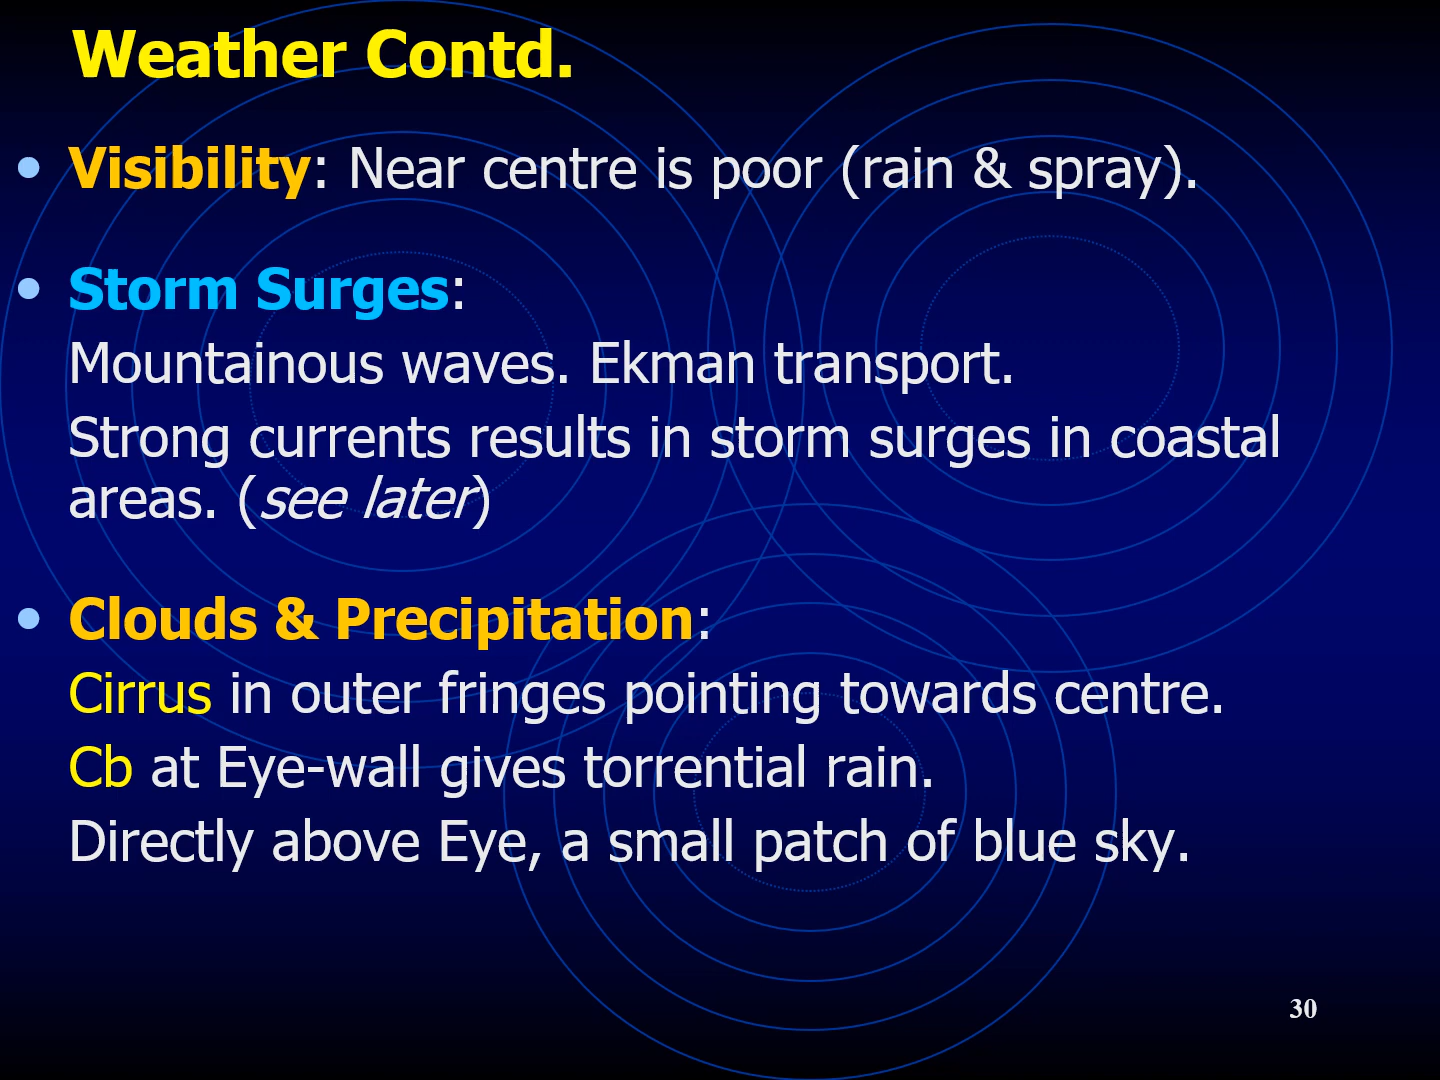 Weather Contd.
• Visibility: Near centre is poor (rain & spray).
• Storm Surges:
Mountainous waves. Ekman transport.
Strong currents results in storm surges in coastal
areas. (see later)
• Clouds & Precipitation:
Cirrus in outer fringes pointing towards centre.
Cb at Eye-wall gives torrential rain.
Directly above Eye, a small patch of blue sky.
30